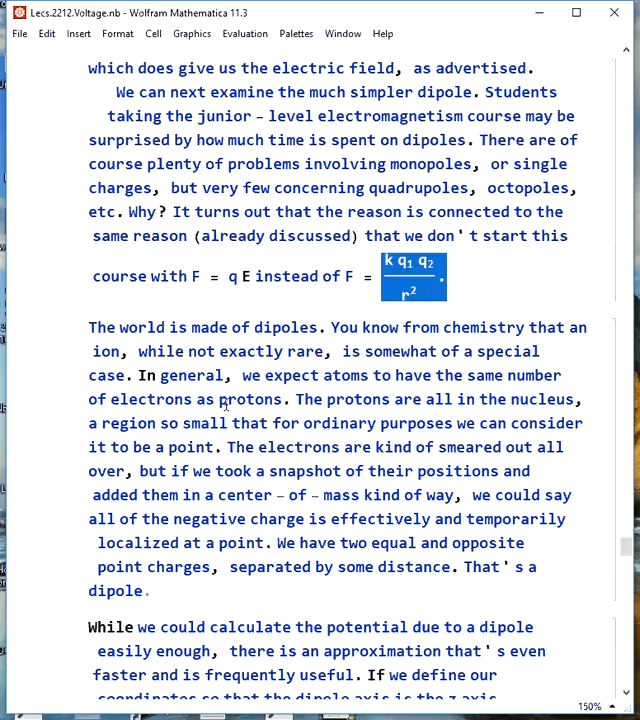 Lecs.2212.Voltage.nb - Wolfram Mathematica 11.3
File Edit Insert Format Cell Graphics Evaluation Palettes Window Help
which does give us the electric field, as advertised.
We can next examine the much simpler dipole. Students
taking the junior – level electromagnetism course may be
surprised by how much time is spent on dipoles. There are of
course plenty of problems involving monopoles, or single
charges, but very few concerning quadrupoles, octopoles,
etc. Why? It turns out that the reason is connected to the
same reason (already discussed) that we don't start this
course with F = q E instead of F = k q₁ q₂ / r².
The world is made of dipoles. You know from chemistry that an
ion, while not exactly rare, is somewhat of a special
case. In general, we expect atoms to have the same number
of electrons as protons. The protons are all in the nucleus,
a region so small that for ordinary purposes we can consider
it to be a point. The electrons are kind of smeared out all
over, but if we took a snapshot of their positions and
added them in a center – of – mass kind of way, we could say
all of the negative charge is effectively and temporarily
localized at a point. We have two equal and opposite
point charges, separated by some distance. That's a
dipole.
While we could calculate the potential due to a dipole
easily enough, there is an approximation that's even
faster and is frequently useful. If we define our
coordinates so that the dipole axis is the z axis
150%